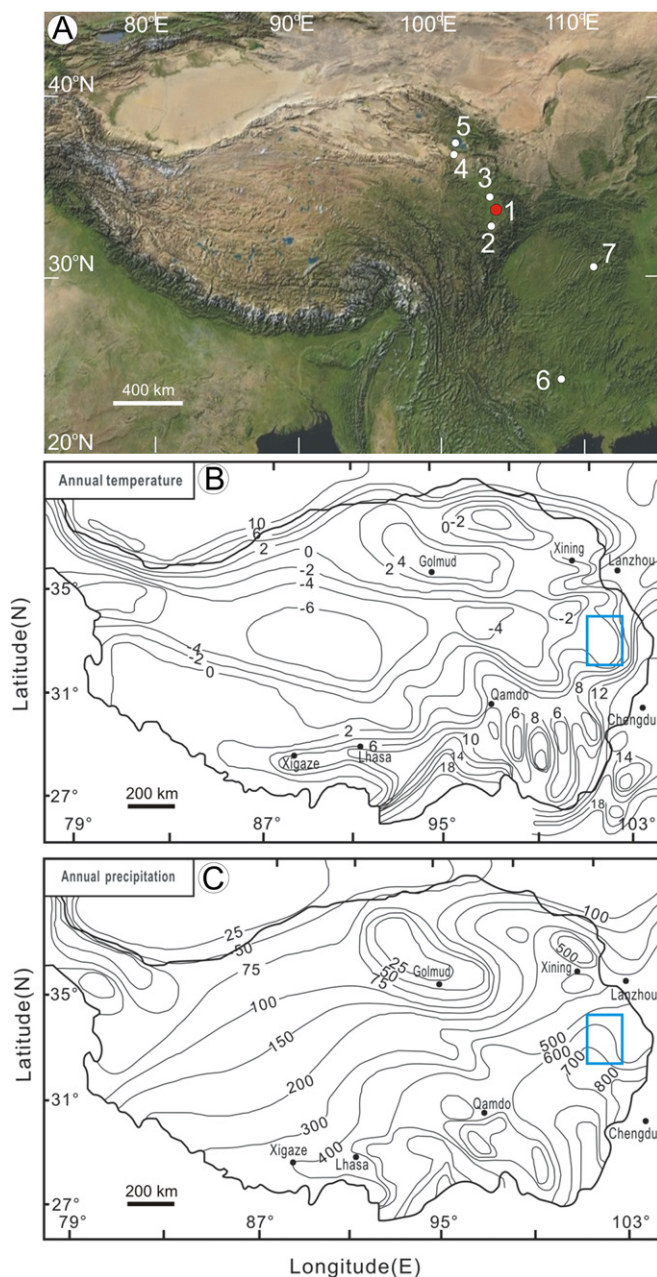 A
80°E
90°E
100°E
110°E
40°N
5
4
3
1
2
7
30°N
6
400 km
20°N
Annual temperature
B
10
6
2
0
-2
-4
-6
0
-2
2
4
Golmud
Xining
Lanzhou
-2
-4
35°
-4
-2
0
Latitude(N)
31°
Qamdo
8
12
6
8
6
Chengdu
2
6
10
4
18
14
18
Xigaze
Lhasa
200 km
27°
79°
87°
95°
103°
Annual precipitation
C
25
50
75
100
500
25
50
75
Golmud
Xining
Lanzhou
35°
100
150
200
300
400
500
600
700
800
Latitude(N)
31°
Qamdo
Chengdu
Xigaze
Lhasa
200 km
27°
79°
87°
95°
103°
Longitude(E)